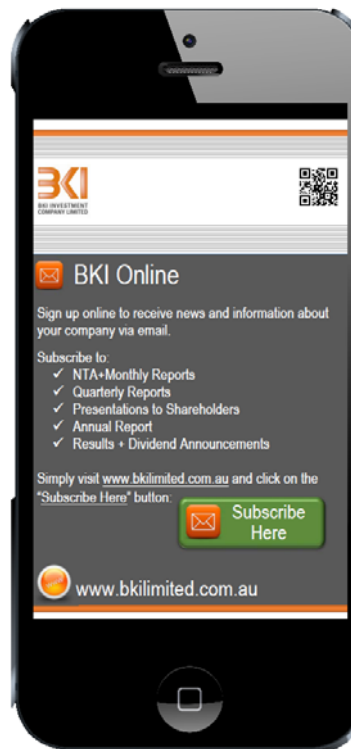 BKI
BKI INVESTMENT
COMPANY LIMITED
BKI Online
Sign up online to receive news and information about
your company via email.
Subscribe to:
✓ NTA+Monthly Reports
✓ Quarterly Reports
✓ Presentations to Shareholders
✓ Annual Report
✓ Results + Dividend Announcements
Simply visit www.bkilimited.com.au and click on the
"Subscribe Here" button:
Subscribe
Here
www.bkilimited.com.au